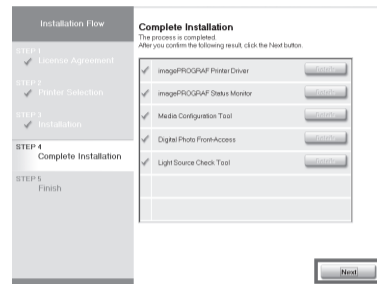 Installation Flow
STEP 1
License Agreement
STEP 2
Printer Selection
STEP 3
Installation
STEP 4
Complete Installation
STEP 5
Finish
Complete Installation
The process is completed.
After you confirm the following result, click the Next button.
imagePROGRAF Printer Driver
imagePROGRAF Status Monitor
Media Configuration Tool
Digital Photo Front-Access
Light Source Check Tool
Next